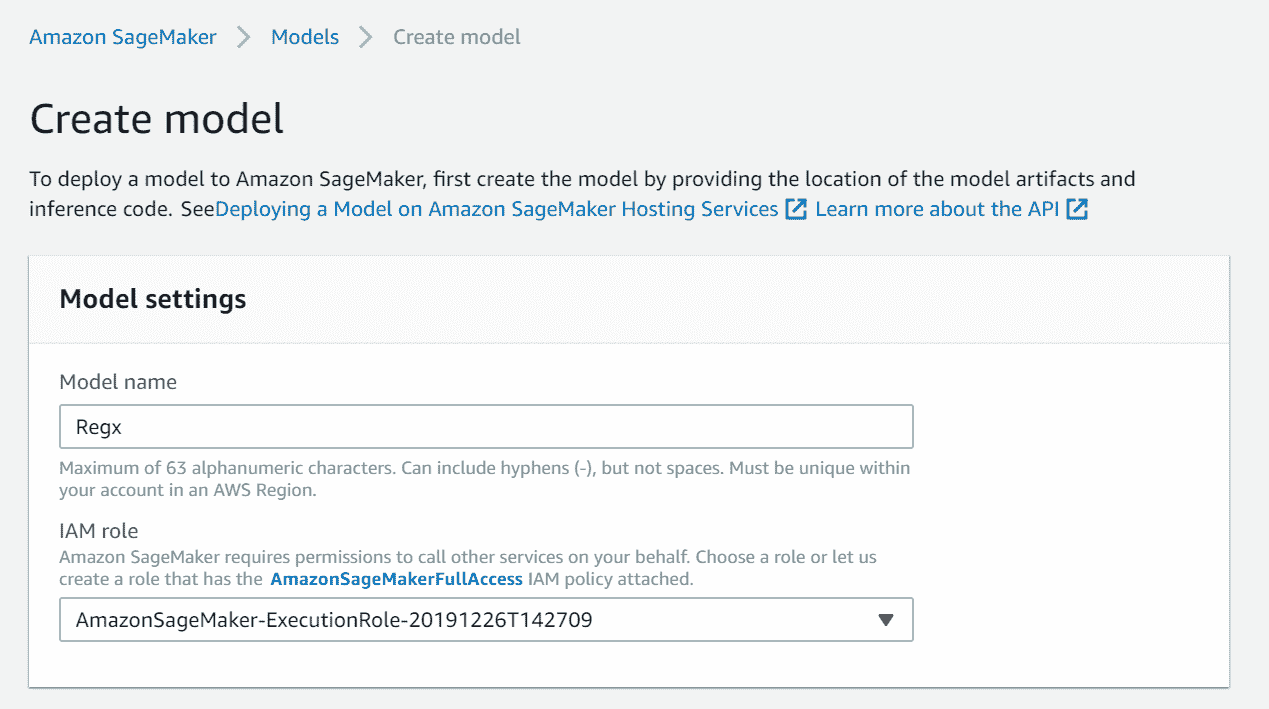 Amazon SageMaker > Models > Create model
Create model
To deploy a model to Amazon SageMaker, first create the model by providing the location of the model artifacts and
inference code. SeeDeploying a Model on Amazon SageMaker Hosting Services Learn more about the API
Model settings
Model name
Regx
Maximum of 63 alphanumeric characters. Can include hyphens (-), but not spaces. Must be unique within
your account in an AWS Region.
IAM role
Amazon SageMaker requires permissions to call other services on your behalf. Choose a role or let us
create a role that has the AmazonSageMakerFullAccess IAM policy attached.
AmazonSageMaker-ExecutionRole-20191226T142709